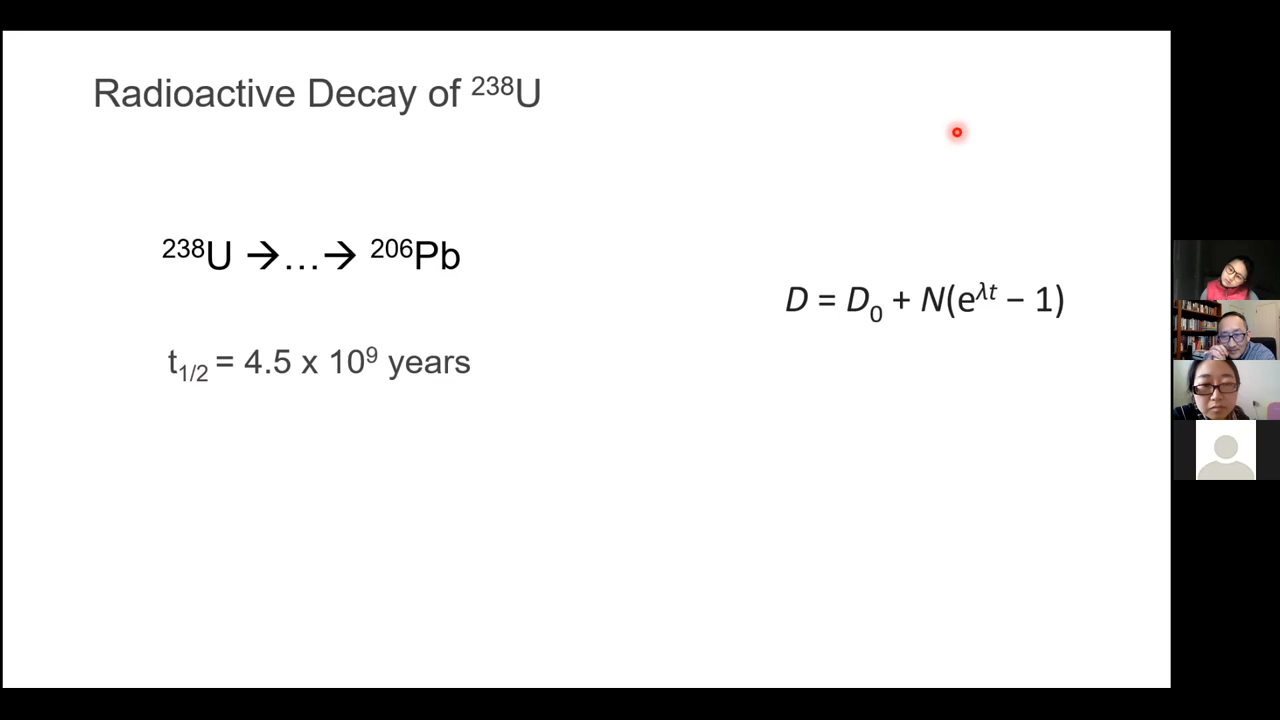 Radioactive Decay of ²³⁸U
²³⁸U →…→ ²⁰⁶Pb
D = D₀ + N(e^λt − 1)
t₁/₂ = 4.5 x 10⁹ years